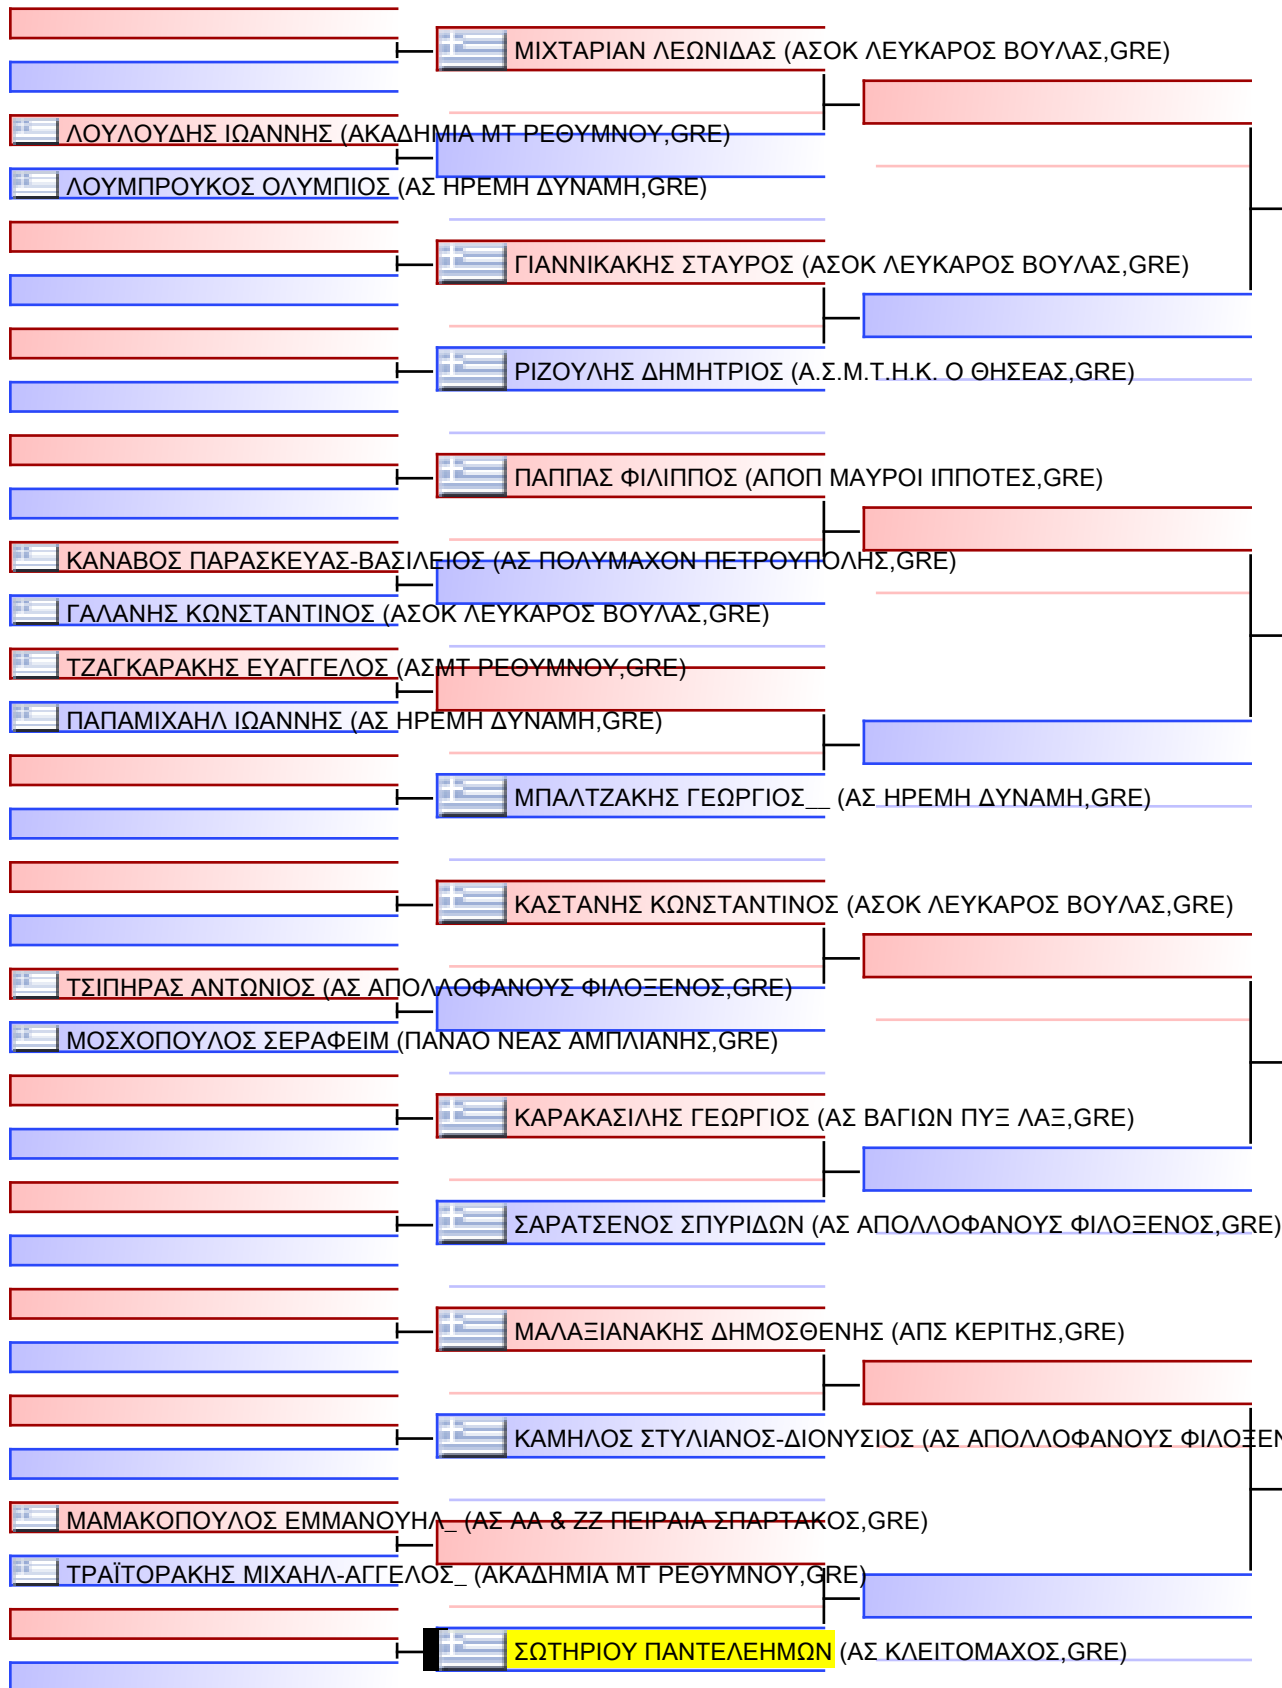 ΜΙΧΤΑΡΙΑΝ ΛΕΩΝΙΔΑΣ (ΑΣΟΚ ΛΕΥΚΑΡΟΣ ΒΟΥΛΑΣ,GRE)
ΛΟΥΛΟΥΔΗΣ ΙΩΑΝΝΗΣ (ΑΚΑΔΗΜΙΑ ΜΤ ΡΕΘΥΜΝΟΥ,GRE)
ΛΟΥΜΠΡΟΥΚΟΣ ΟΛΥΜΠΙΟΣ (ΑΣ ΗΡΕΜΗ ΔΥΝΑΜΗ,GRE)
ΓΙΑΝΝΙΚΑΚΗΣ ΣΤΑΥΡΟΣ (ΑΣΟΚ ΛΕΥΚΑΡΟΣ ΒΟΥΛΑΣ,GRE)
ΡΙΖΟΥΛΗΣ ΔΗΜΗΤΡΙΟΣ (Α.Σ.Μ.Τ.Η.Κ. Ο ΘΗΣΕΑΣ,GRE)
ΠΑΠΠΑΣ ΦΙΛΙΠΠΟΣ (ΑΠΟΠ ΜΑΥΡΟΙ ΙΠΠΟΤΕΣ,GRE)
ΚΑΝΑΒΟΣ ΠΑΡΑΣΚΕΥΑΣ-ΒΑΣΙΛΕΙΟΣ (ΑΣ ΠΟΛΥΜΑΧΟΝ ΠΕΤΡΟΥΠΟΛΗΣ,GRE)
ΓΑΛΑΝΗΣ ΚΩΝΣΤΑΝΤΙΝΟΣ (ΑΣΟΚ ΛΕΥΚΑΡΟΣ ΒΟΥΛΑΣ,GRE)
ΤΖΑΓΚΑΡΑΚΗΣ ΕΥΑΓΓΕΛΟΣ (ΑΣΜΤ ΡΕΘΥΜΝΟΥ,GRE)
ΠΑΠΑΜΙΧΑΗΛ ΙΩΑΝΝΗΣ (ΑΣ ΗΡΕΜΗ ΔΥΝΑΜΗ,GRE)
ΜΠΑΛΤΖΑΚΗΣ ΓΕΩΡΓΙΟΣ__ (ΑΣ ΗΡΕΜΗ ΔΥΝΑΜΗ,GRE)
ΚΑΣΤΑΝΗΣ ΚΩΝΣΤΑΝΤΙΝΟΣ (ΑΣΟΚ ΛΕΥΚΑΡΟΣ ΒΟΥΛΑΣ,GRE)
ΤΣΙΠΗΡΑΣ ΑΝΤΩΝΙΟΣ (ΑΣ ΑΠΟΛΛΟΦΑΝΟΥΣ ΦΙΛΟΞΕΝΟΣ,GRE)
ΜΟΣΧΟΠΟΥΛΟΣ ΣΕΡΑΦΕΙΜ (ΠΑΝΑΟ ΝΕΑΣ ΑΜΠΛΙΑΝΗΣ,GRE)
ΚΑΡΑΚΑΣΙΛΗΣ ΓΕΩΡΓΙΟΣ (ΑΣ ΒΑΓΙΩΝ ΠΥΞ ΛΑΞ,GRE)
ΣΑΡΑΤΣΕΝΟΣ ΣΠΥΡΙΔΩΝ (ΑΣ ΑΠΟΛΛΟΦΑΝΟΥΣ ΦΙΛΟΞΕΝΟΣ,GRE)
ΜΑΛΑΞΙΑΝΑΚΗΣ ΔΗΜΟΣΘΕΝΗΣ (ΑΠΣ ΚΕΡΙΤΗΣ,GRE)
ΚΑΜΗΛΟΣ ΣΤΥΛΙΑΝΟΣ-ΔΙΟΝΥΣΙΟΣ (ΑΣ ΑΠΟΛΛΟΦΑΝΟΥΣ ΦΙΛΟΞΕΝ
ΜΑΜΑΚΟΠΟΥΛΟΣ ΕΜΜΑΝΟΥΗΛ_ (ΑΣ ΑΑ & ΖΖ ΠΕΙΡΑΙΑ ΣΠΑΡΤΑΚΟΣ,GRE)
ΤΡΑΪΤΟΡΑΚΗΣ ΜΙΧΑΗΛ-ΑΓΓΕΛΟΣ_ (ΑΚΑΔΗΜΙΑ ΜΤ ΡΕΘΥΜΝΟΥ,GRE)
ΣΩΤΗΡΙΟΥ ΠΑΝΤΕΛΕΗΜΩΝ (ΑΣ ΚΛΕΙΤΟΜΑΧΟΣ,GRE)